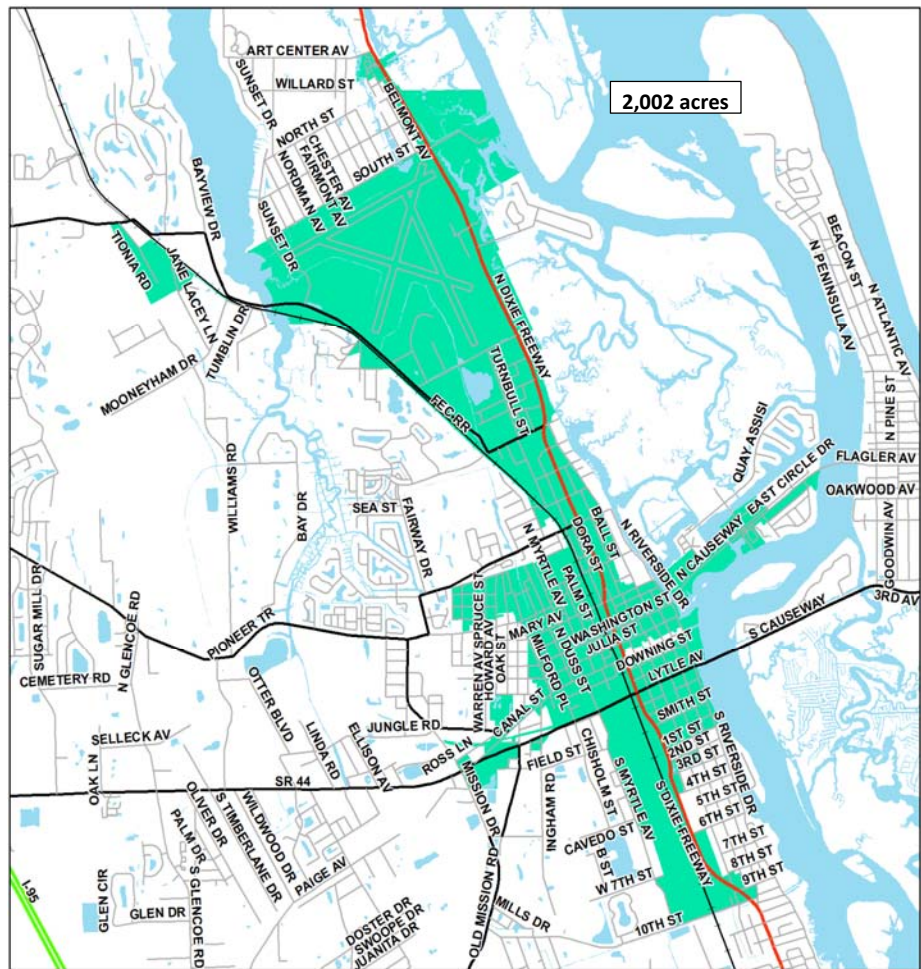 ART CENTER AV
WILLARD ST
2,002 acres
SUNSET DR
BELMONT AV
NORTH ST
CHESTER AV
FAIRMONT AV
NORDMAN AV
SOUTH ST
BAYVIEW DR
SUNSET DR
TIONIA RD
JANE LACEY LN
TUMBLIN DR
MOONEYHAM DR
N DIXIE FREEWAY
BEACON ST
N PENINSULA AV
N ATLANTIC AV
TURNBULL ST
FEC RR
N PINE ST
QUAY ASSISI
FLAGLER AV
EAST CIRCLE DR
OAKWOOD AV
WILLIAMS RD
BAY DR
SEA ST
FAIRWAY DR
BALL ST
N RIVERSIDE DR
N CAUSEWAY
GOODWIN AV
DORA ST
N MYRTLE AV
PALM ST
WASHINGTON ST
3RD AV
SUGAR MILL DR
N GLENCOE RD
PIONEER TR
SPRUCE ST
MARY AV
JULIA ST
S CAUSEWAY
WARREN AV
HOWARD AV
OAK ST
MILFORD PL
N DUSS ST
DOWNING ST
LYTLE AV
CEMETERY RD
OTTER BLVD
CANAL ST
SMITH ST
SELLECK AV
LINDA RD
ELLISON AV
JUNGLE RD
ROSS LN
FIELD ST
1ST ST
2ND ST
3RD ST
S RIVERSIDE DR
OAK LN
SR 44
MISSION DR
CHISHOLM ST
S MYRTLE AV
4TH ST
5TH ST
6TH ST
PALM DR
OLIVER DR
S TIMBERLANE DR
WILDWOOD DR
INGHAM RD
CAVEDO ST
S DIXIE FREEWAY
7TH ST
8TH ST
9TH ST
B ST
W 7TH ST
PAIGE AV
I-95
GLEN CIR
GLEN DR
S GLENCOE RD
OLD MISSION RD
MILLS DR
10TH ST
DOSTER DR
SWOOPE DR
JUANITA DR